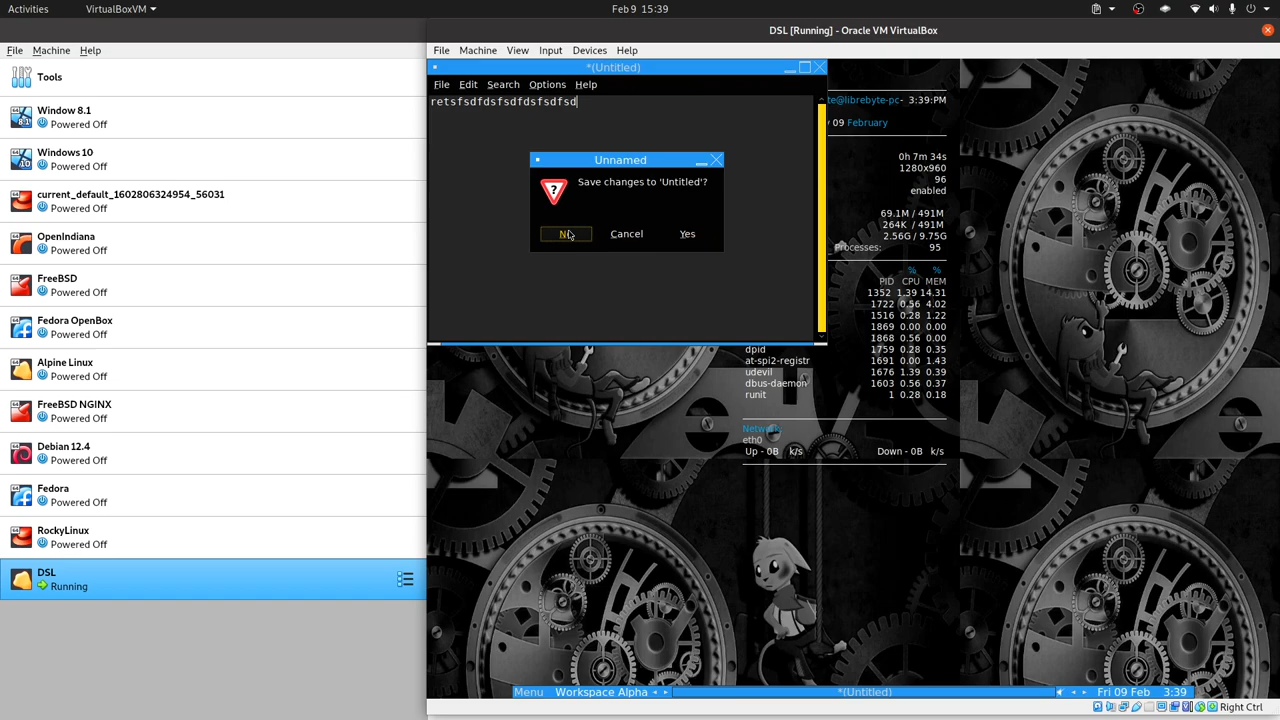 Activities VirtualBoxVM Feb 9 15:39
DSL [Running] - Oracle VM VirtualBox
File Machine Help
Tools
Window 8.1
Powered Off
Windows 10
Powered Off
current_default_1602806324954_56031
Powered Off
OpenIndiana
Powered Off
FreeBSD
Powered Off
Fedora OpenBox
Powered Off
Alpine Linux
Powered Off
FreeBSD NGINX
Powered Off
Debian 12.4
Powered Off
Fedora
Powered Off
RockyLinux
Powered Off
DSL
Running
File Machine View Input Devices Help
*(Untitled)
File Edit Search Options Help
retsfsdfdsfsdfdsfsdfsd
Unnamed
Save changes to 'Untitled'?
Cancel Yes
te@librebyte-pc- 3:39:PM
09 February
0h 7m 34s
1280x960
96
enabled
69.1M / 491M
264K / 491M
2.56G / 9.75G
Processes: 95
% %
PID CPU MEM
1352 1.39 14.31
1722 0.56 4.02
1516 0.28 1.22
1869 0.00 0.00
1868 0.56 0.00
dpid 1759 0.28 0.35
at-spi2-registr 1691 0.00 1.43
udevil 1676 1.39 0.39
dbus-daemon 1603 0.56 0.37
runit 1 0.28 0.18
Network
eth0
Up - 0B k/s Down - 0B k/s
Menu Workspace Alpha *(Untitled) Fri 09 Feb 3:39
Right Ctrl